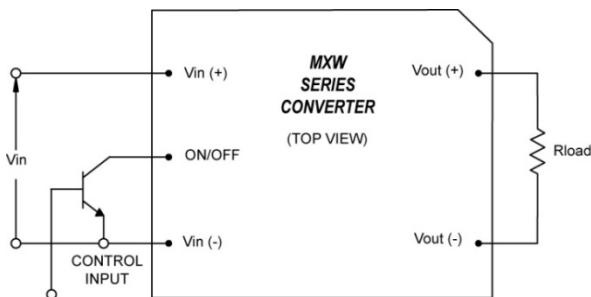 MXW
SERIES
CONVERTER
(TOP VIEW)
Vin (+)
Vout (+)
Vin
ON/OFF
Rload
Vin (-)
Vout (-)
CONTROL
INPUT